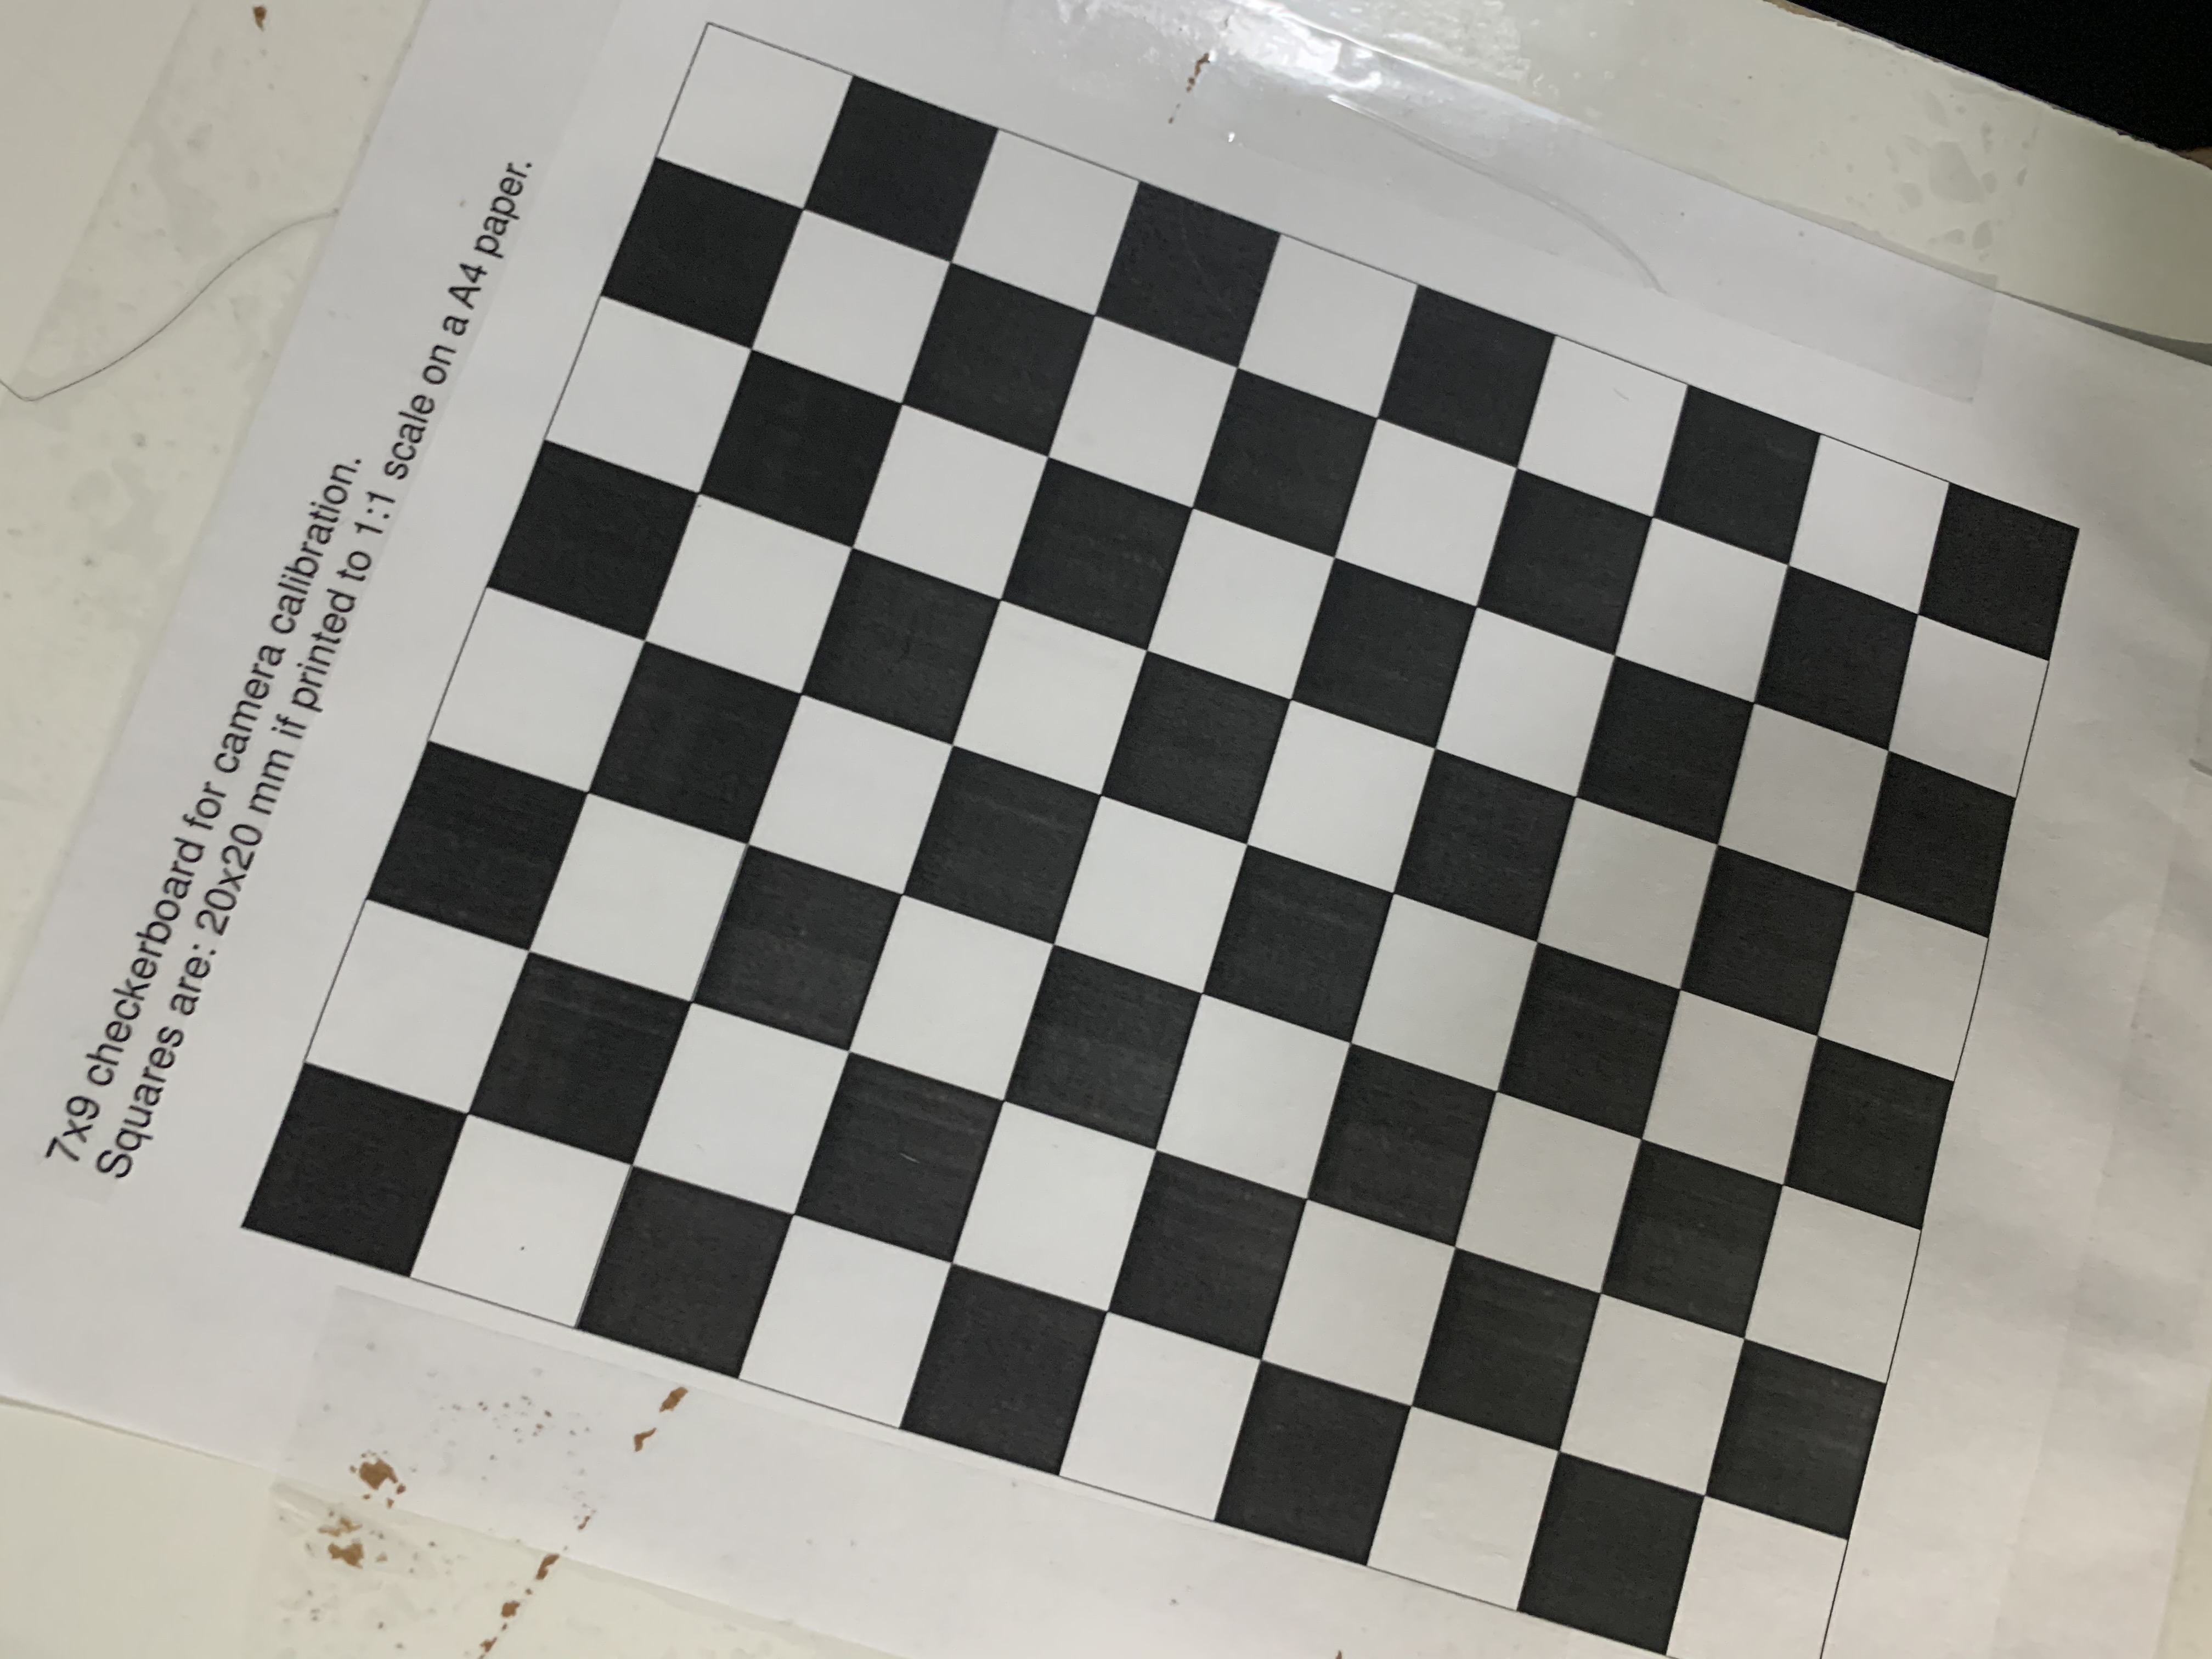 7x9 checkerboard for camera calibration.
Squares are: 20x20 mm if printed to 1:1 scale on a A4 paper.